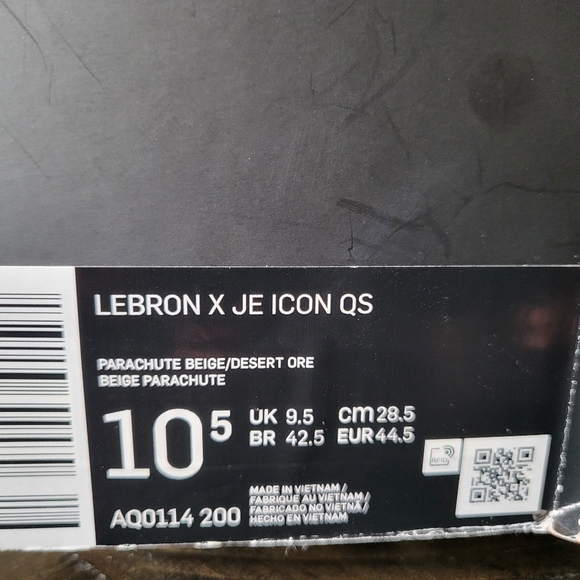 LEBRON X JE ICON QS
PARACHUTE BEIGE/DESERT ORE
BEIGE PARACHUTE
10⁵
UK 9.5 CM 28.5
BR 42.5 EUR 44.5
RFID
AQ0114 200
MADE IN VIETNAM /
FABRIQUE AU VIETNAM /
FABRICADO NO VIETNÃ /
HECHO EN VIETNAM